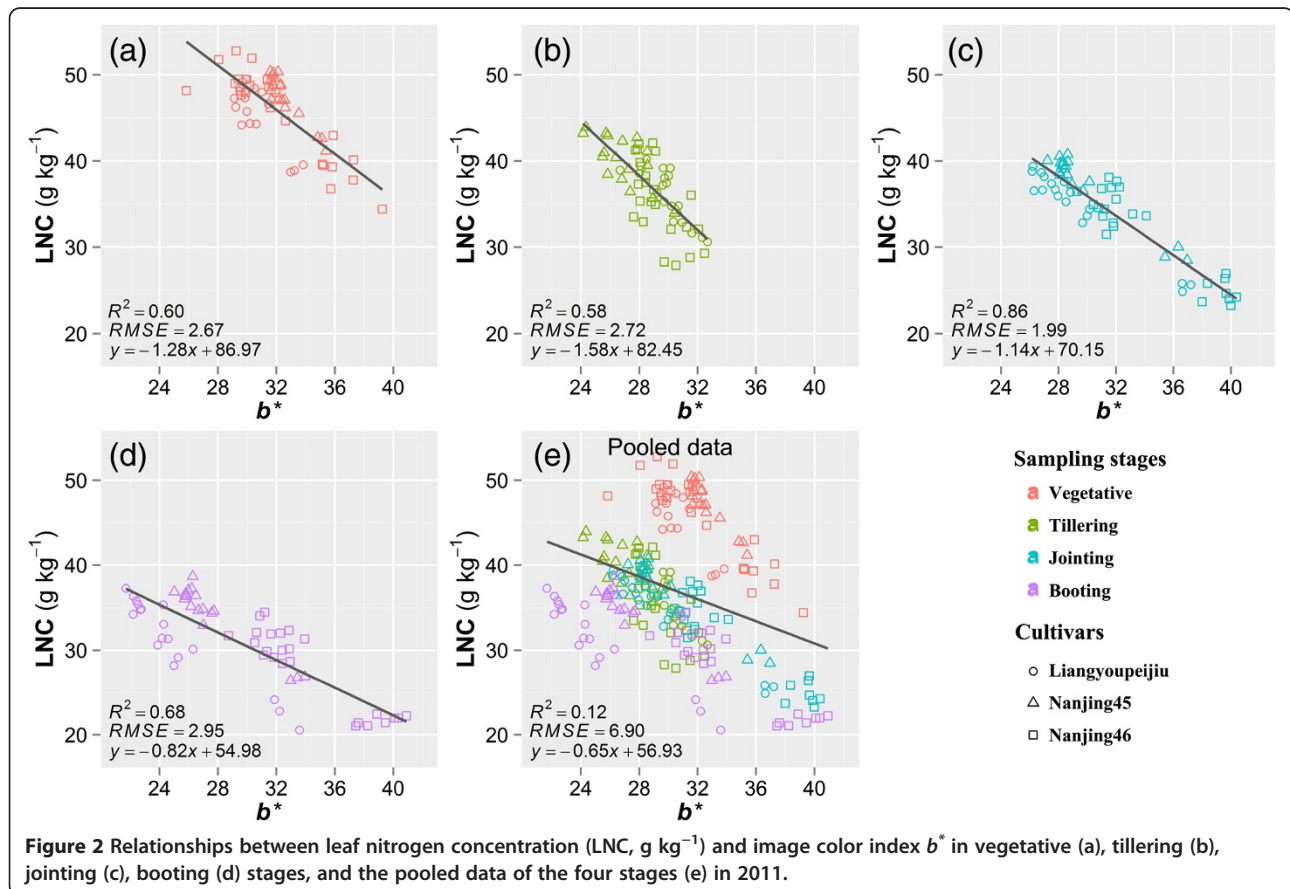 (a)
50
40
30
20
LNC (g kg⁻¹)
R² = 0.60
RMSE = 2.67
y = −1.28x + 86.97
24 28 32 36 40
b*
(b)
50
40
30
20
LNC (g kg⁻¹)
R² = 0.58
RMSE = 2.72
y = −1.58x + 82.45
24 28 32 36 40
b*
(c)
50
40
30
20
LNC (g kg⁻¹)
R² = 0.86
RMSE = 1.99
y = −1.14x + 70.15
24 28 32 36 40
b*
(d)
50
40
30
20
LNC (g kg⁻¹)
R² = 0.68
RMSE = 2.95
y = −0.82x + 54.98
24 28 32 36 40
b*
Pooled data
(e)
50
40
30
20
LNC (g kg⁻¹)
R² = 0.12
RMSE = 6.90
y = −0.65x + 56.93
24 28 32 36 40
b*
Sampling stages
a Vegetative
a Tillering
a Jointing
a Booting
Cultivars
Liangyoupeijiu
Nanjing45
Nanjing46
Figure 2 Relationships between leaf nitrogen concentration (LNC, g kg⁻¹) and image color index b* in vegetative (a), tillering (b),
jointing (c), booting (d) stages, and the pooled data of the four stages (e) in 2011.